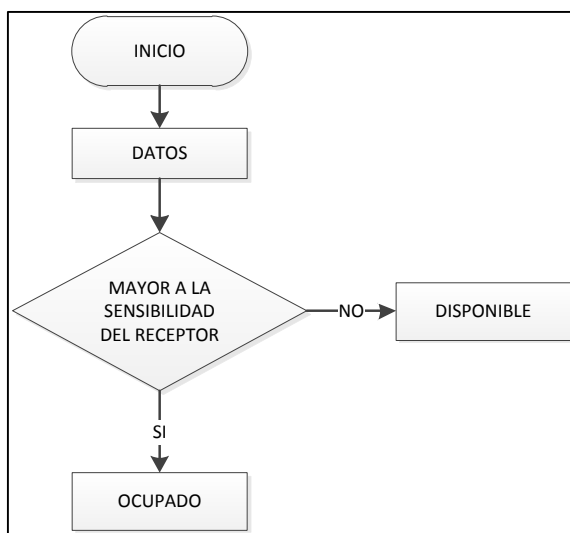 INICIO
DATOS
MAYOR A LA
SENSIBILIDAD
DEL RECEPTOR
NO
DISPONIBLE
SI
OCUPADO